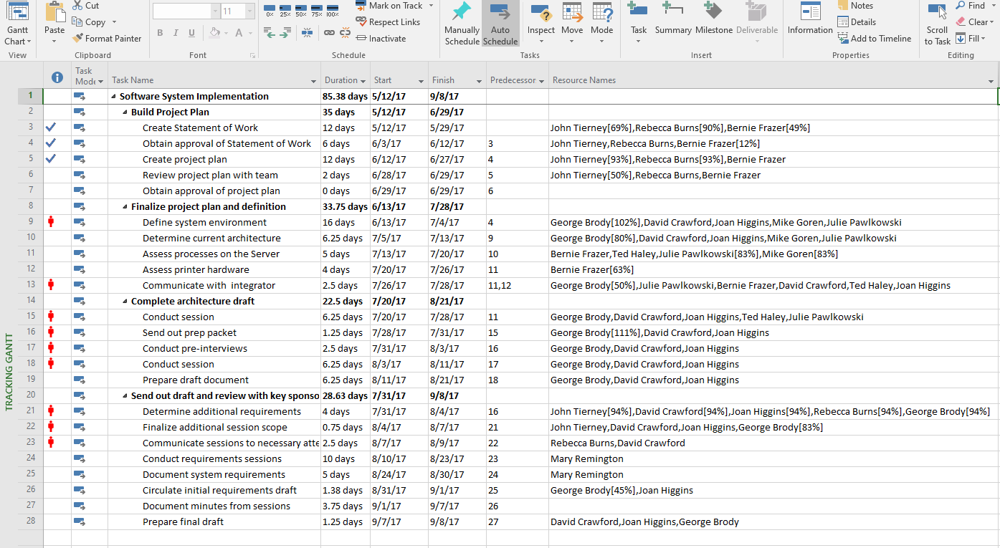 Cut
Copy
Format Painter
Gantt Chart
Paste
View
Clipboard
11
B I U A
Font
0% 25% 50% 75% 100%
Mark on Track
Respect Links
Inactivate
Schedule
Manually Schedule
Auto Schedule
Inspect
Move
Mode
Tasks
Task
Summary
Milestone
Deliverable
Insert
Information
Notes
Details
Add to Timeline
Properties
Scroll to Task
Find
Clear
Fill
Editing
TRACKING GANTT
Task Mode Task Name Duration Start Finish Predecessor Resource Names
1 Software System Implementation 85.38 days 5/12/17 9/8/17
2 Build Project Plan 35 days 5/12/17 6/29/17
3 Create Statement of Work 12 days 5/12/17 5/29/17 John Tierney[69%],Rebecca Burns[90%],Bernie Frazer[49%]
4 Obtain approval of Statement of Work 6 days 6/3/17 6/12/17 3 John Tierney,Rebecca Burns,Bernie Frazer[12%]
5 Create project plan 12 days 6/12/17 6/27/17 4 John Tierney[93%],Rebecca Burns[93%],Bernie Frazer
6 Review project plan with team 2 days 6/28/17 6/29/17 5 John Tierney[50%],Rebecca Burns,Bernie Frazer
7 Obtain approval of project plan 0 days 6/29/17 6/29/17 6
8 Finalize project plan and definition 33.75 days 6/13/17 7/28/17
9 Define system environment 16 days 6/13/17 7/4/17 4 George Brody[102%],David Crawford,Joan Higgins,Mike Goren,Julie Pawlkowski
10 Determine current architecture 6.25 days 7/5/17 7/13/17 9 George Brody[80%],David Crawford,Joan Higgins,Mike Goren,Julie Pawlkowski
11 Assess processes on the Server 5 days 7/13/17 7/20/17 10 Bernie Frazer,Ted Haley,Julie Pawlkowski[83%],Mike Goren[83%]
12 Assess printer hardware 4 days 7/20/17 7/26/17 11 Bernie Frazer[63%]
13 Communicate with integrator 2.5 days 7/26/17 7/28/17 11,12 George Brody[50%],Julie Pawlkowski,Bernie Frazer,David Crawford,Ted Haley,Joan Higgins
14 Complete architecture draft 22.5 days 7/20/17 8/21/17
15 Conduct session 6.25 days 7/20/17 7/28/17 11 George Brody,David Crawford,Joan Higgins,Ted Haley,Julie Pawlkowski
16 Send out prep packet 1.25 days 7/28/17 7/31/17 15 George Brody[111%],David Crawford,Joan Higgins
17 Conduct pre-interviews 2.5 days 7/31/17 8/3/17 16 George Brody,David Crawford,Joan Higgins
18 Conduct session 6.25 days 8/3/17 8/11/17 17 George Brody,David Crawford,Joan Higgins
19 Prepare draft document 6.25 days 8/11/17 8/21/17 18 George Brody,David Crawford,Joan Higgins
20 Send out draft and review with key sponso 28.63 days 7/31/17 9/8/17
21 Determine additional requirements 4 days 7/31/17 8/4/17 16 John Tierney[94%],David Crawford[94%],Joan Higgins[94%],Rebecca Burns[94%],George Brody[94%]
22 Finalize additional session scope 0.75 days 8/4/17 8/7/17 21 John Tierney,David Crawford,Joan Higgins,George Brody[83%]
23 Communicate sessions to necessary atte 2.5 days 8/7/17 8/9/17 22 Rebecca Burns,David Crawford
24 Conduct requirements sessions 10 days 8/10/17 8/23/17 23 Mary Remington
25 Document system requirements 5 days 8/24/17 8/30/17 24 Mary Remington
26 Circulate initial requirements draft 1.38 days 8/31/17 9/1/17 25 George Brody[45%],Joan Higgins
27 Document minutes from sessions 3.75 days 9/1/17 9/7/17 26
28 Prepare final draft 1.25 days 9/7/17 9/8/17 27 David Crawford,Joan Higgins,George Brody